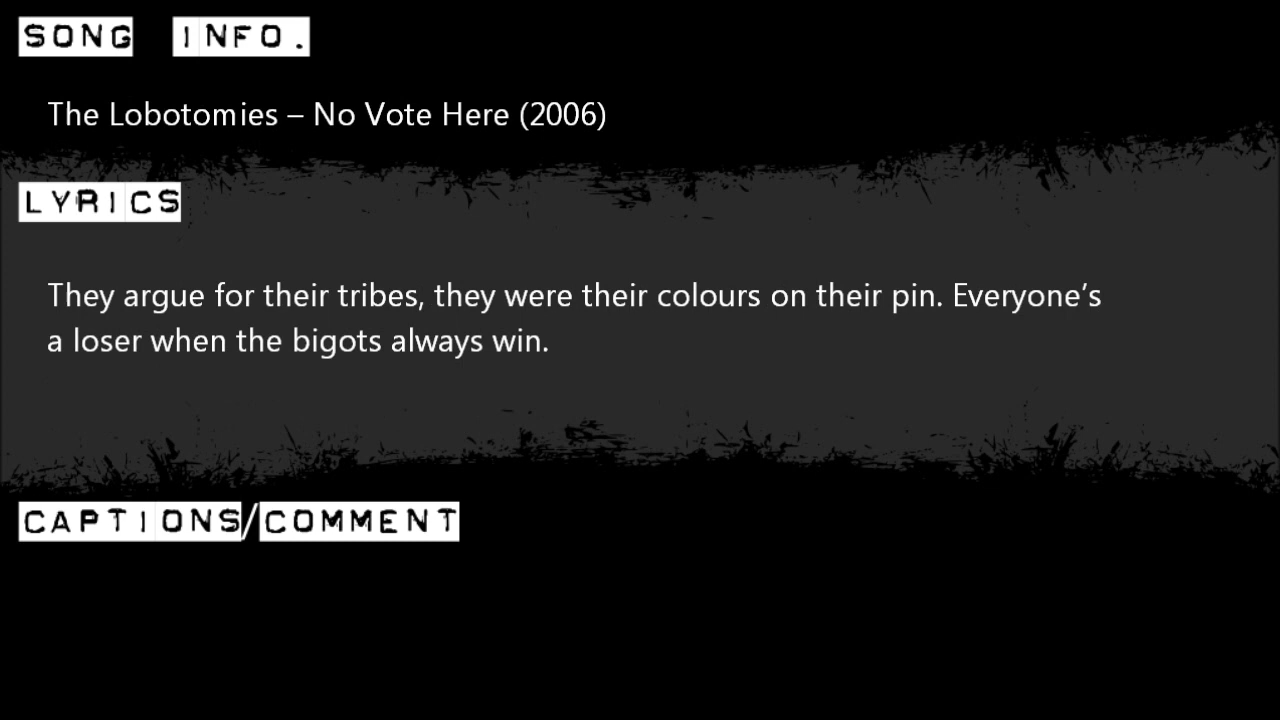 SONG INFO.
The Lobotomies – No Vote Here (2006)
LYRICS
They argue for their tribes, they were their colours on their pin. Everyone’s
a loser when the bigots always win.
CAPTIONS/COMMENT